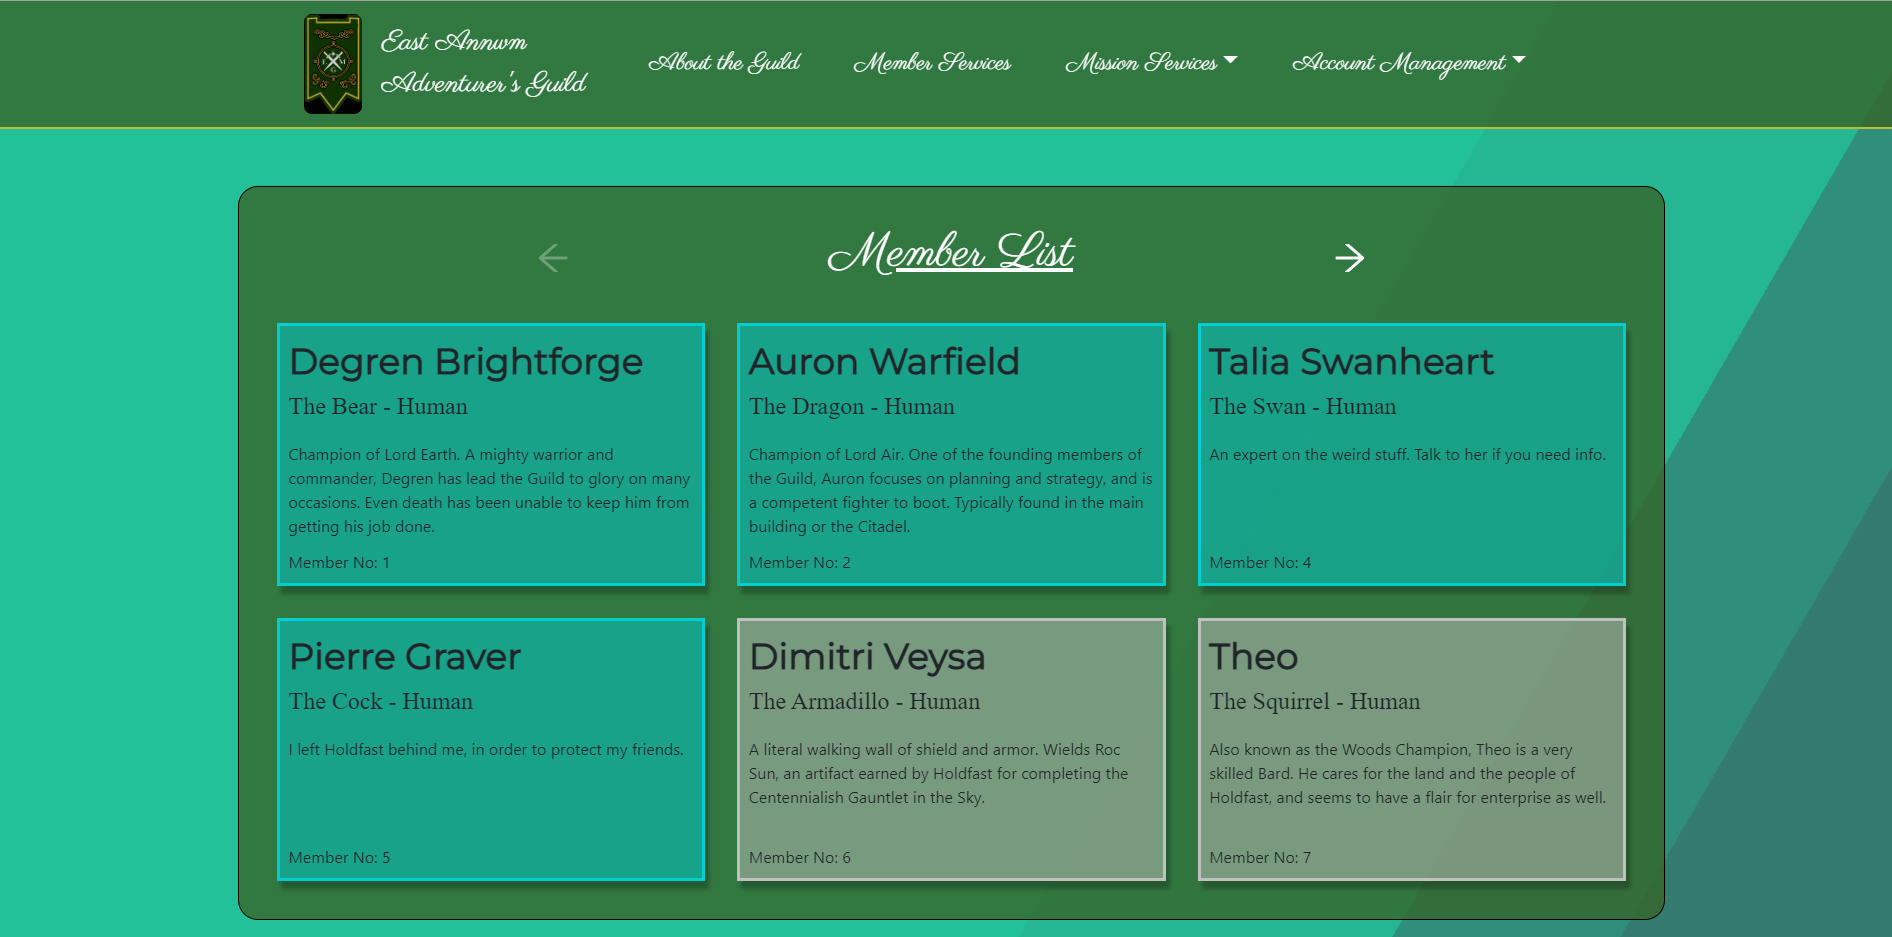 East Annwm
Adventurer's Guild
About the Guild
Member Services
Mission Services
Account Management
Member List
Degren Brightforge
The Bear - Human
Champion of Lord Earth. A mighty warrior and
commander, Degren has lead the Guild to glory on many
occasions. Even death has been unable to keep him from
getting his job done.
Member No: 1
Auron Warfield
The Dragon - Human
Champion of Lord Air. One of the founding members of
the Guild, Auron focuses on planning and strategy, and is
a competent fighter to boot. Typically found in the main
building or the Citadel.
Member No: 2
Talia Swanheart
The Swan - Human
An expert on the weird stuff. Talk to her if you need info.
Member No: 4
Pierre Graver
The Cock - Human
I left Holdfast behind me, in order to protect my friends.
Member No: 5
Dimitri Veysa
The Armadillo - Human
A literal walking wall of shield and armor. Wields Roc
Sun, an artifact earned by Holdfast for completing the
Centennialish Gauntlet in the Sky.
Member No: 6
Theo
The Squirrel - Human
Also known as the Woods Champion, Theo is a very
skilled Bard. He cares for the land and the people of
Holdfast, and seems to have a flair for enterprise as well.
Member No: 7